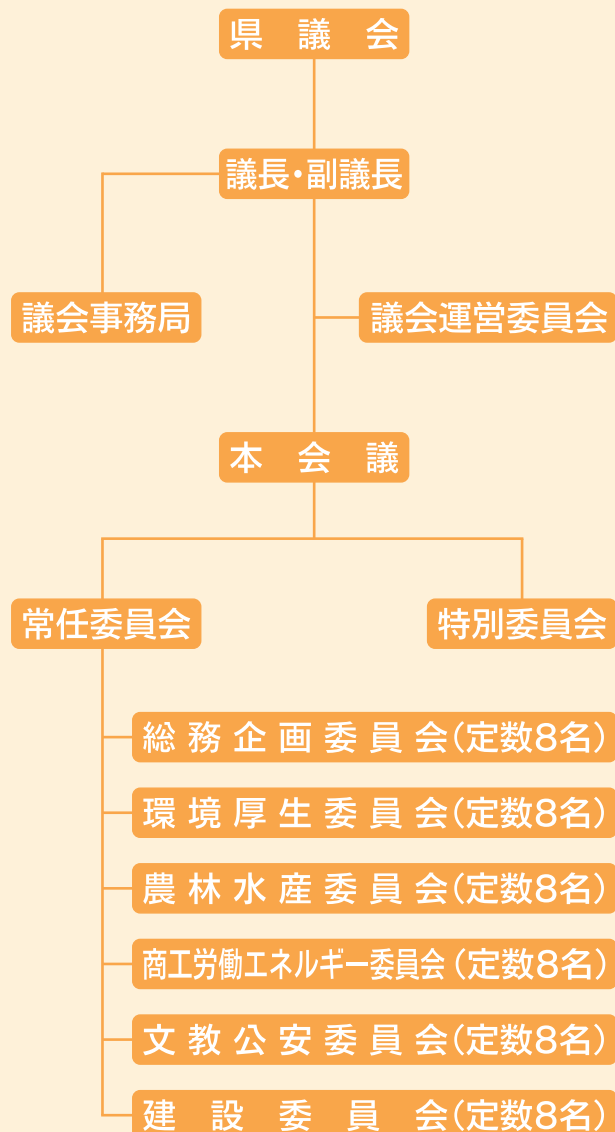 県議会
議長・副議長
議会事務局
議会運営委員会
本会議
常任委員会
特別委員会
総務企画委員会(定数8名)
環境厚生委員会(定数8名)
農林水産委員会(定数8名)
商工労働エネルギー委員会(定数8名)
文教公安委員会(定数8名)
建設委員会(定数8名)